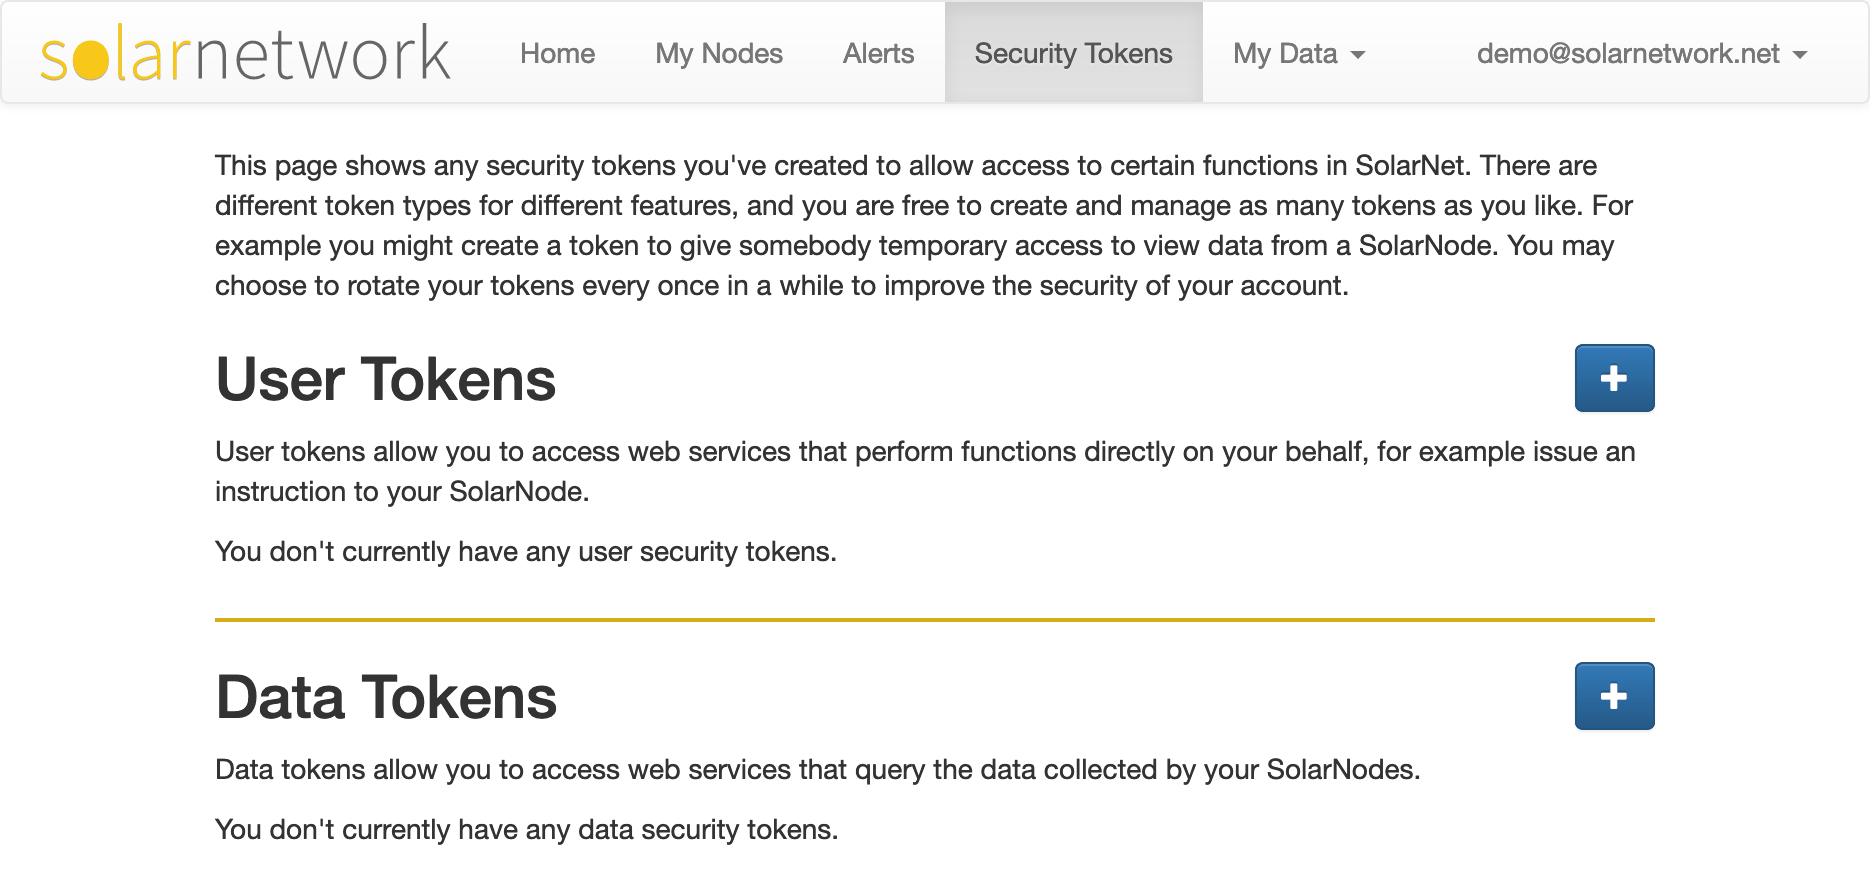 solarnetwork
Home My Nodes Alerts Security Tokens My Data demo@solarnetwork.net
This page shows any security tokens you've created to allow access to certain functions in SolarNet. There are
different token types for different features, and you are free to create and manage as many tokens as you like. For
example you might create a token to give somebody temporary access to view data from a SolarNode. You may
choose to rotate your tokens every once in a while to improve the security of your account.
User Tokens
User tokens allow you to access web services that perform functions directly on your behalf, for example issue an
instruction to your SolarNode.
You don't currently have any user security tokens.
Data Tokens
Data tokens allow you to access web services that query the data collected by your SolarNodes.
You don't currently have any data security tokens.